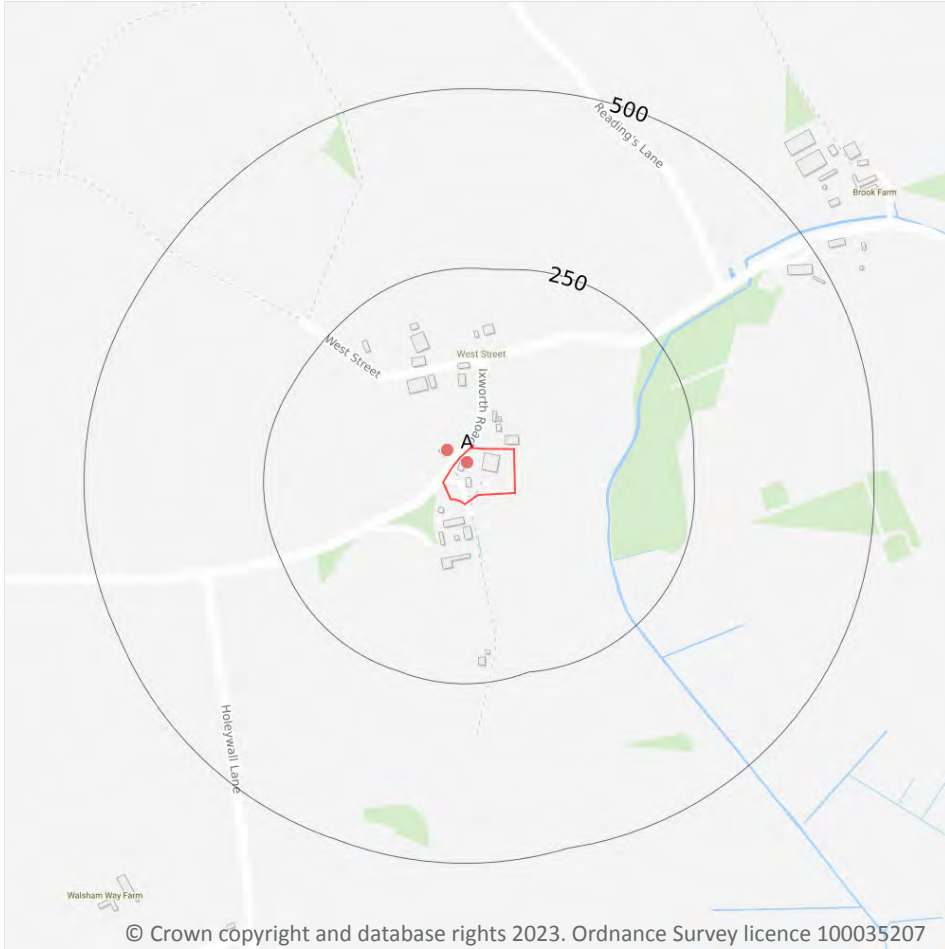 500
Reading's Lane
Brook Farm
250
West Street
West Street
Ixworth Roa
A
Holeywall Lane
Walsham Way Farm
© Crown copyright and database rights 2023. Ordnance Survey licence 100035207